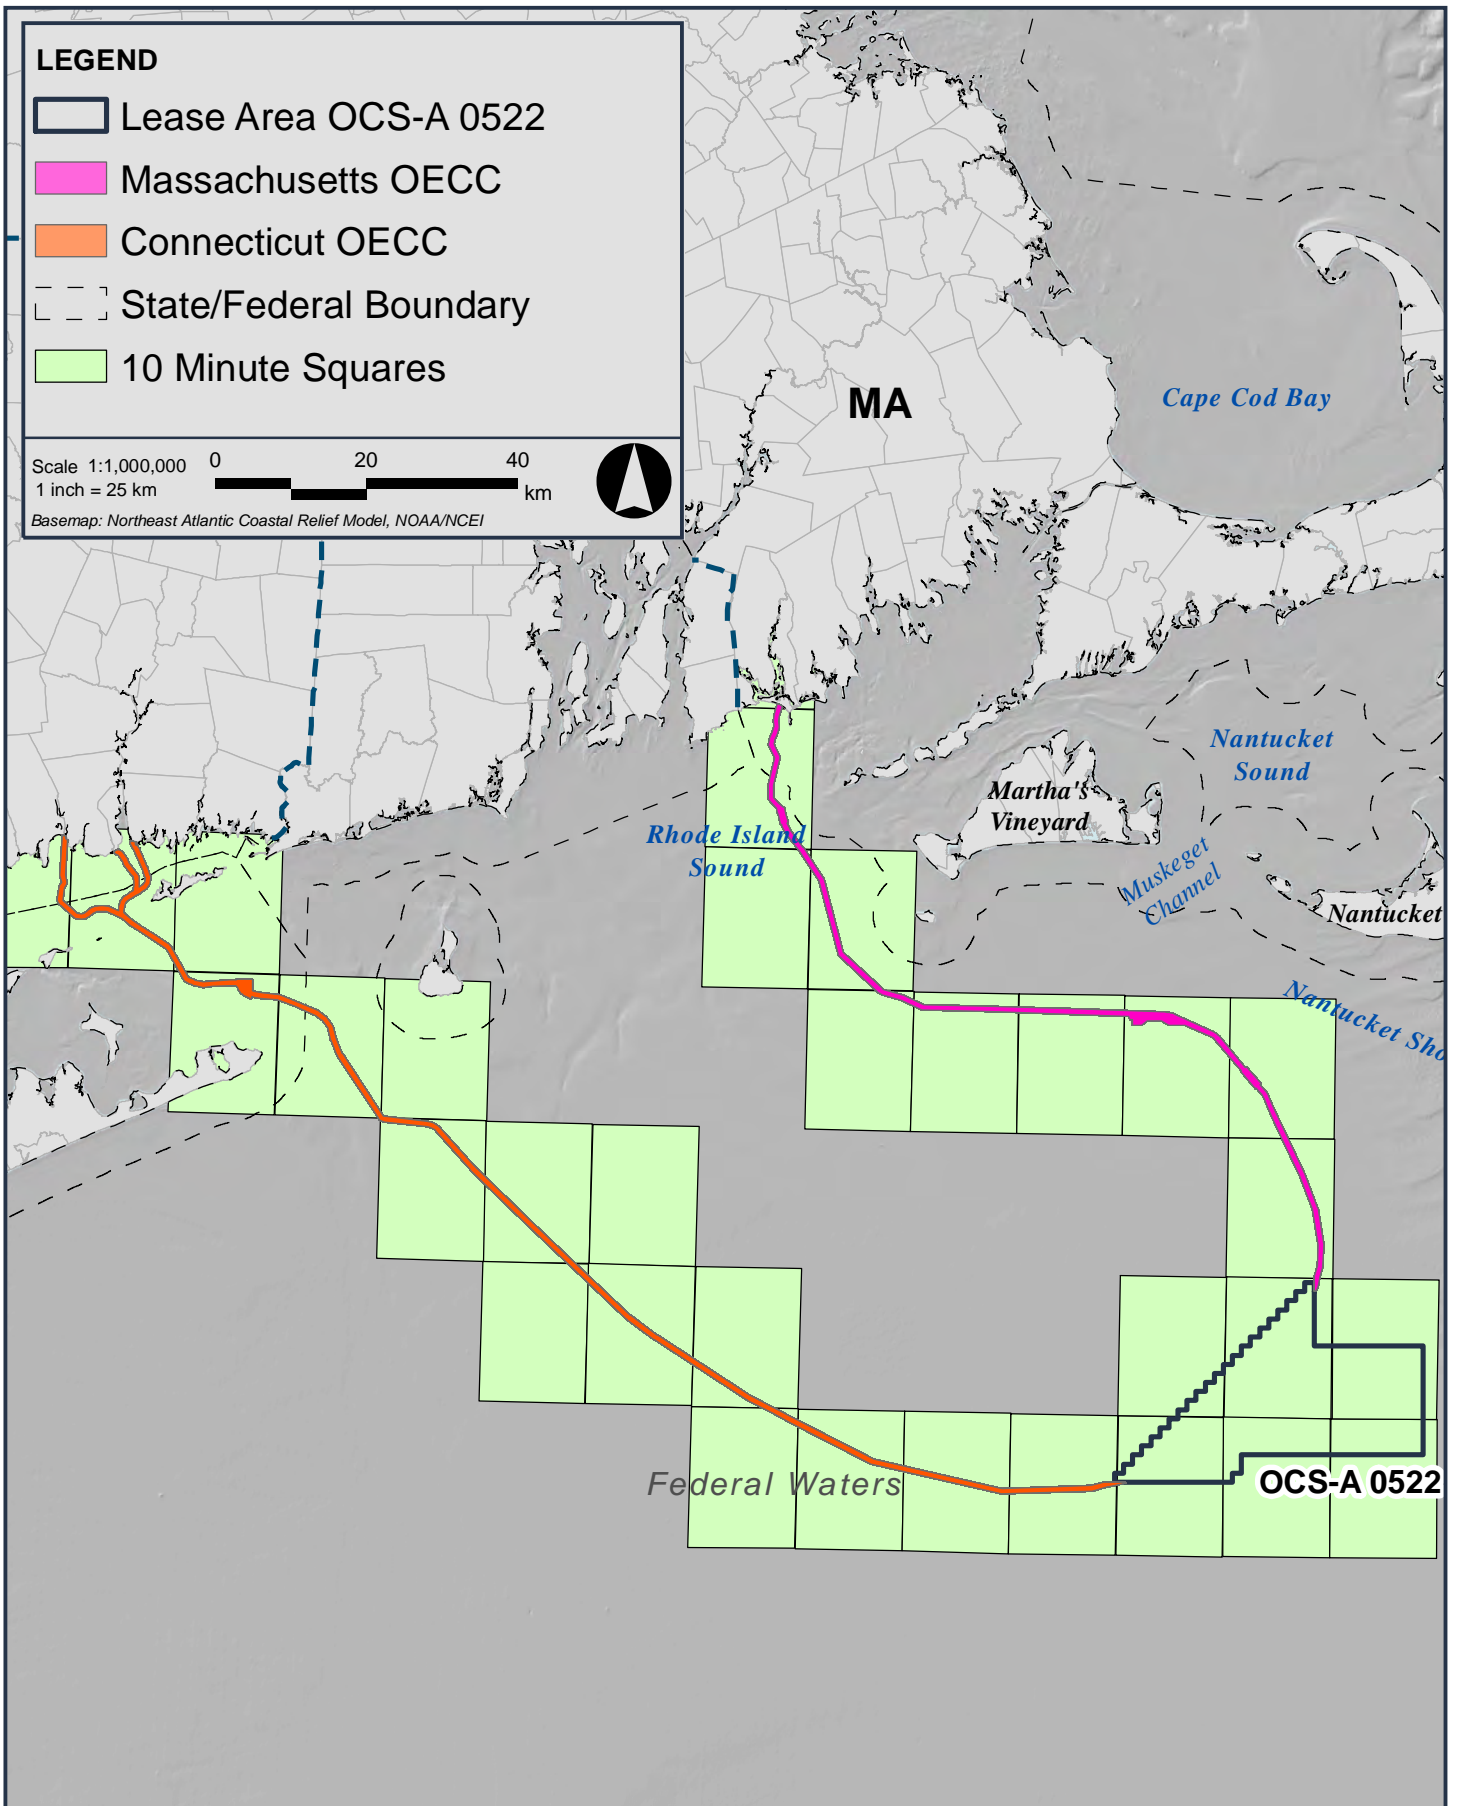 LEGEND
Lease Area OCS-A 0522
Massachusetts OECC
Connecticut OECC
State/Federal Boundary
10 Minute Squares
Scale 1:1,000,000
1 inch = 25 km
0 20 40
km
Basemap: Northeast Atlantic Coastal Relief Model, NOAA/NCEI
MA
Cape Cod Bay
Nantucket
Sound
Martha's
Vineyard
Rhode Island
Sound
Muskeget
Channel
Nantucket
Nantucket Sho
Federal Waters
OCS-A 0522